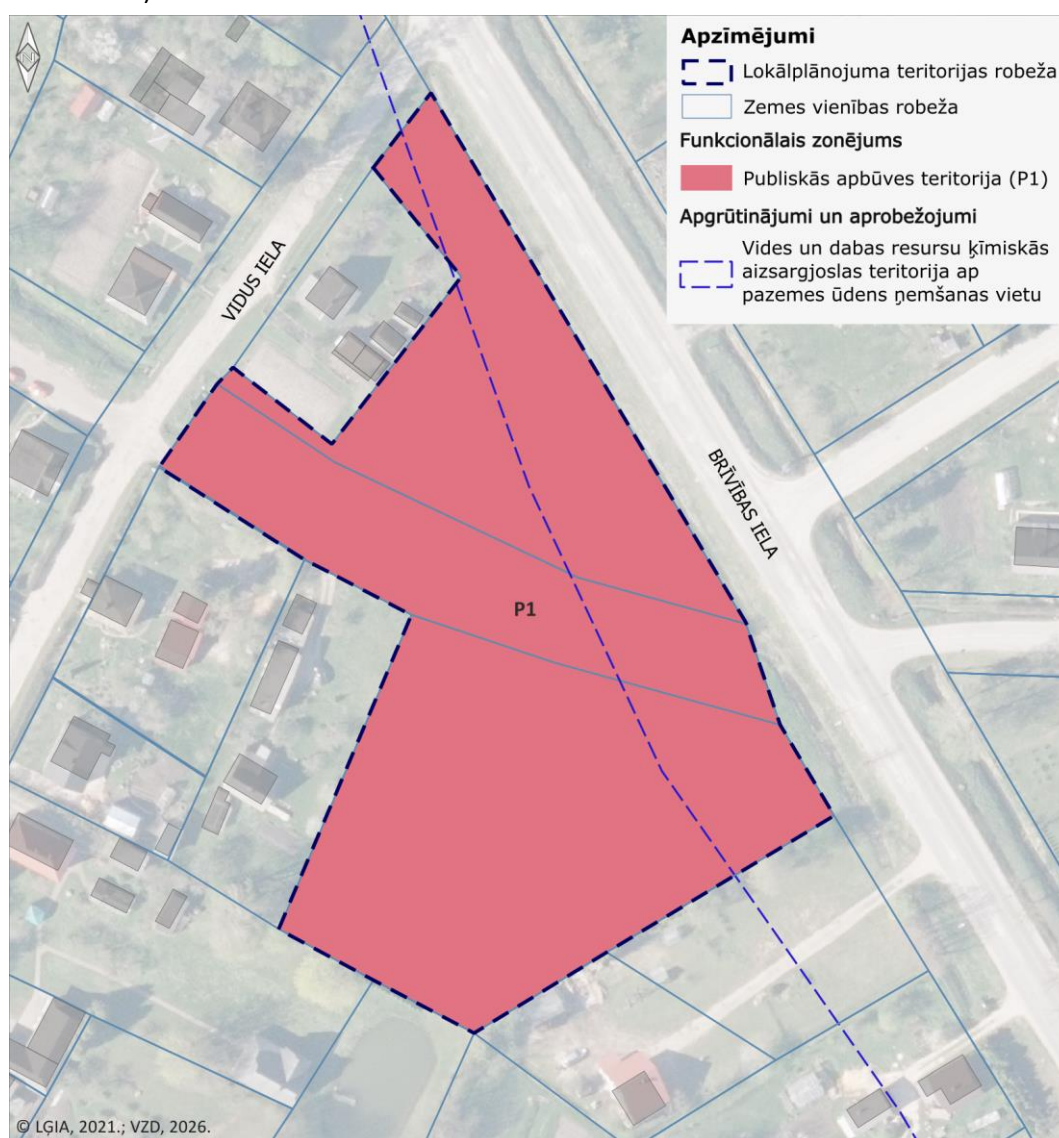 Apzīmējumi
Lokālplānojuma teritorijas robeža
Zemes vienības robeža
Funkcionālais zonējums
Publiskās apbūves teritorija (P1)
Apgrūtinājumi un aprobežojumi
Vides un dabas resursu ķīmiskās
aizsargjoslas teritorija ap
pazemes ūdens ņemšanas vietu
N
VIDUS IELA
BRĪVĪBAS IELA
P1
© LĢIA, 2021.; VZD, 2026.